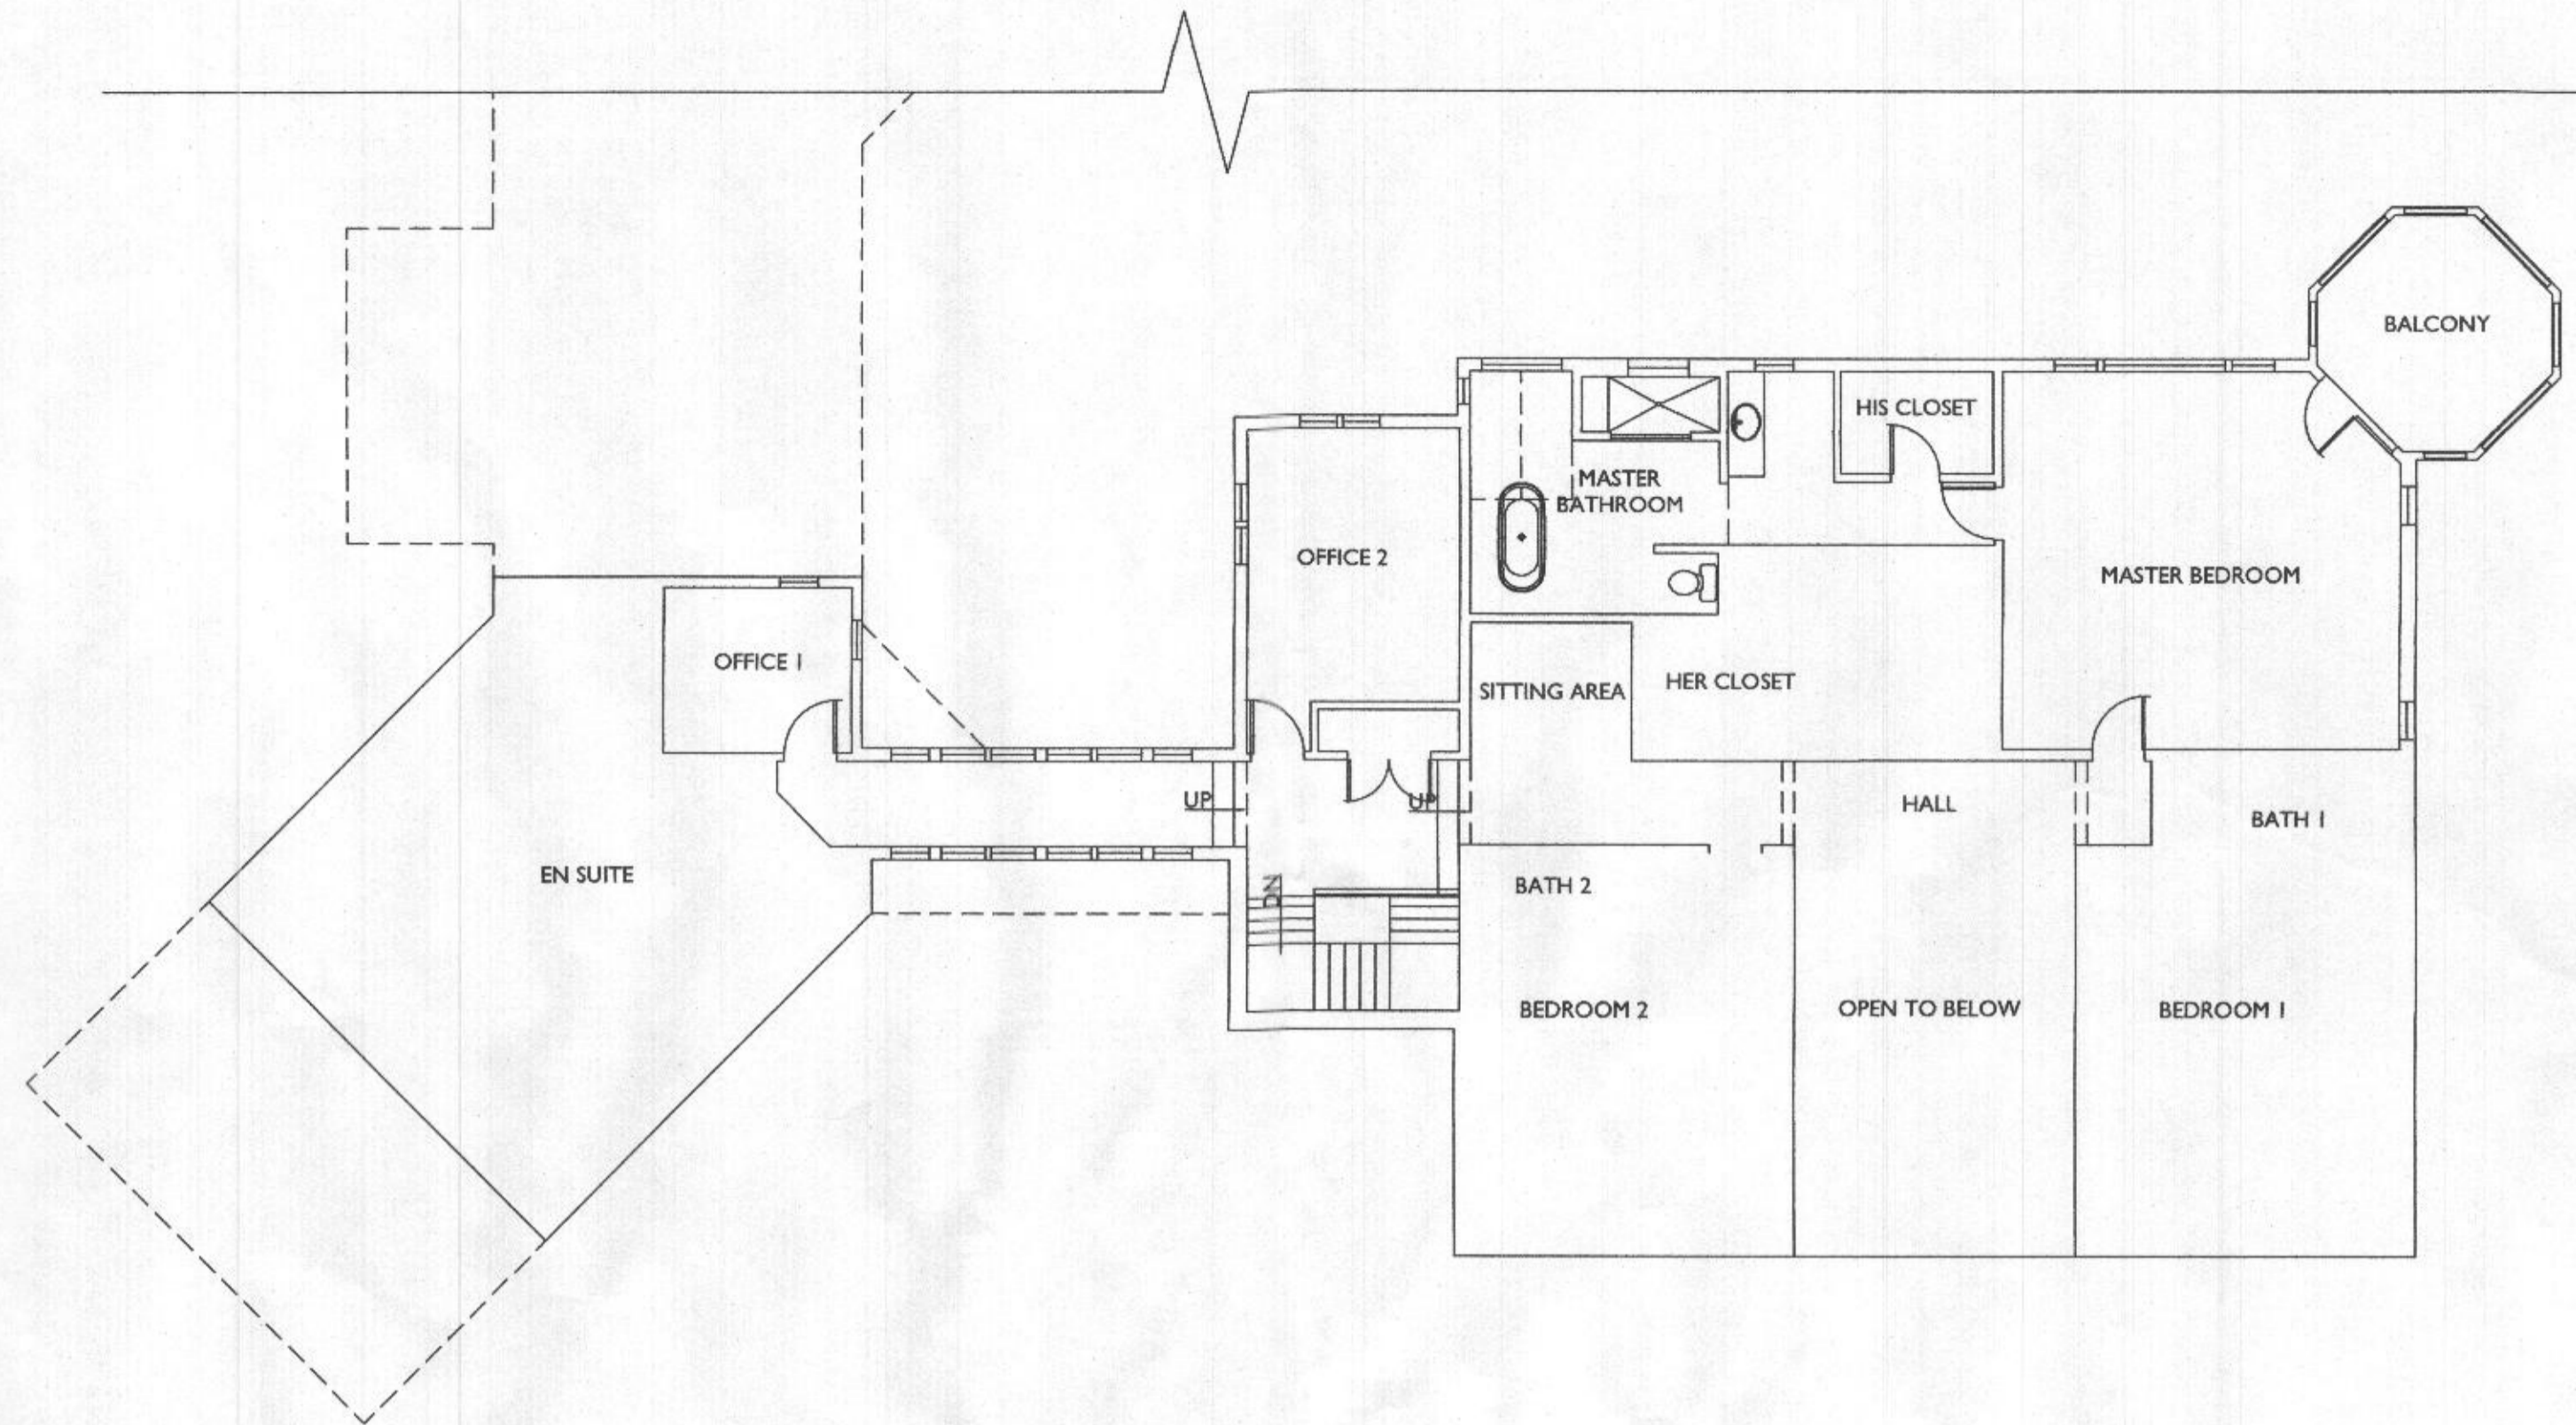 BALCONY
HIS CLOSET
MASTER
BATHROOM
OFFICE 2
MASTER BEDROOM
OFFICE 1
SITTING AREA
HER CLOSET
UP
UP
HALL
BATH 1
EN SUITE
BATH 2
DN
BEDROOM 2
OPEN TO BELOW
BEDROOM 1